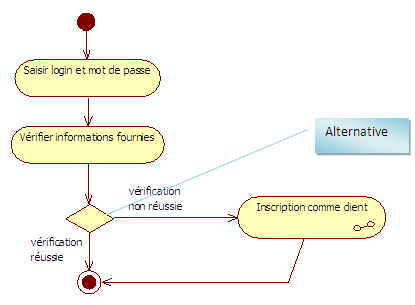 Saisir login et mot de passe
Vérifier informations fournies
Alternative
vérification
non réussie
Inscription comme client
vérification
réussie